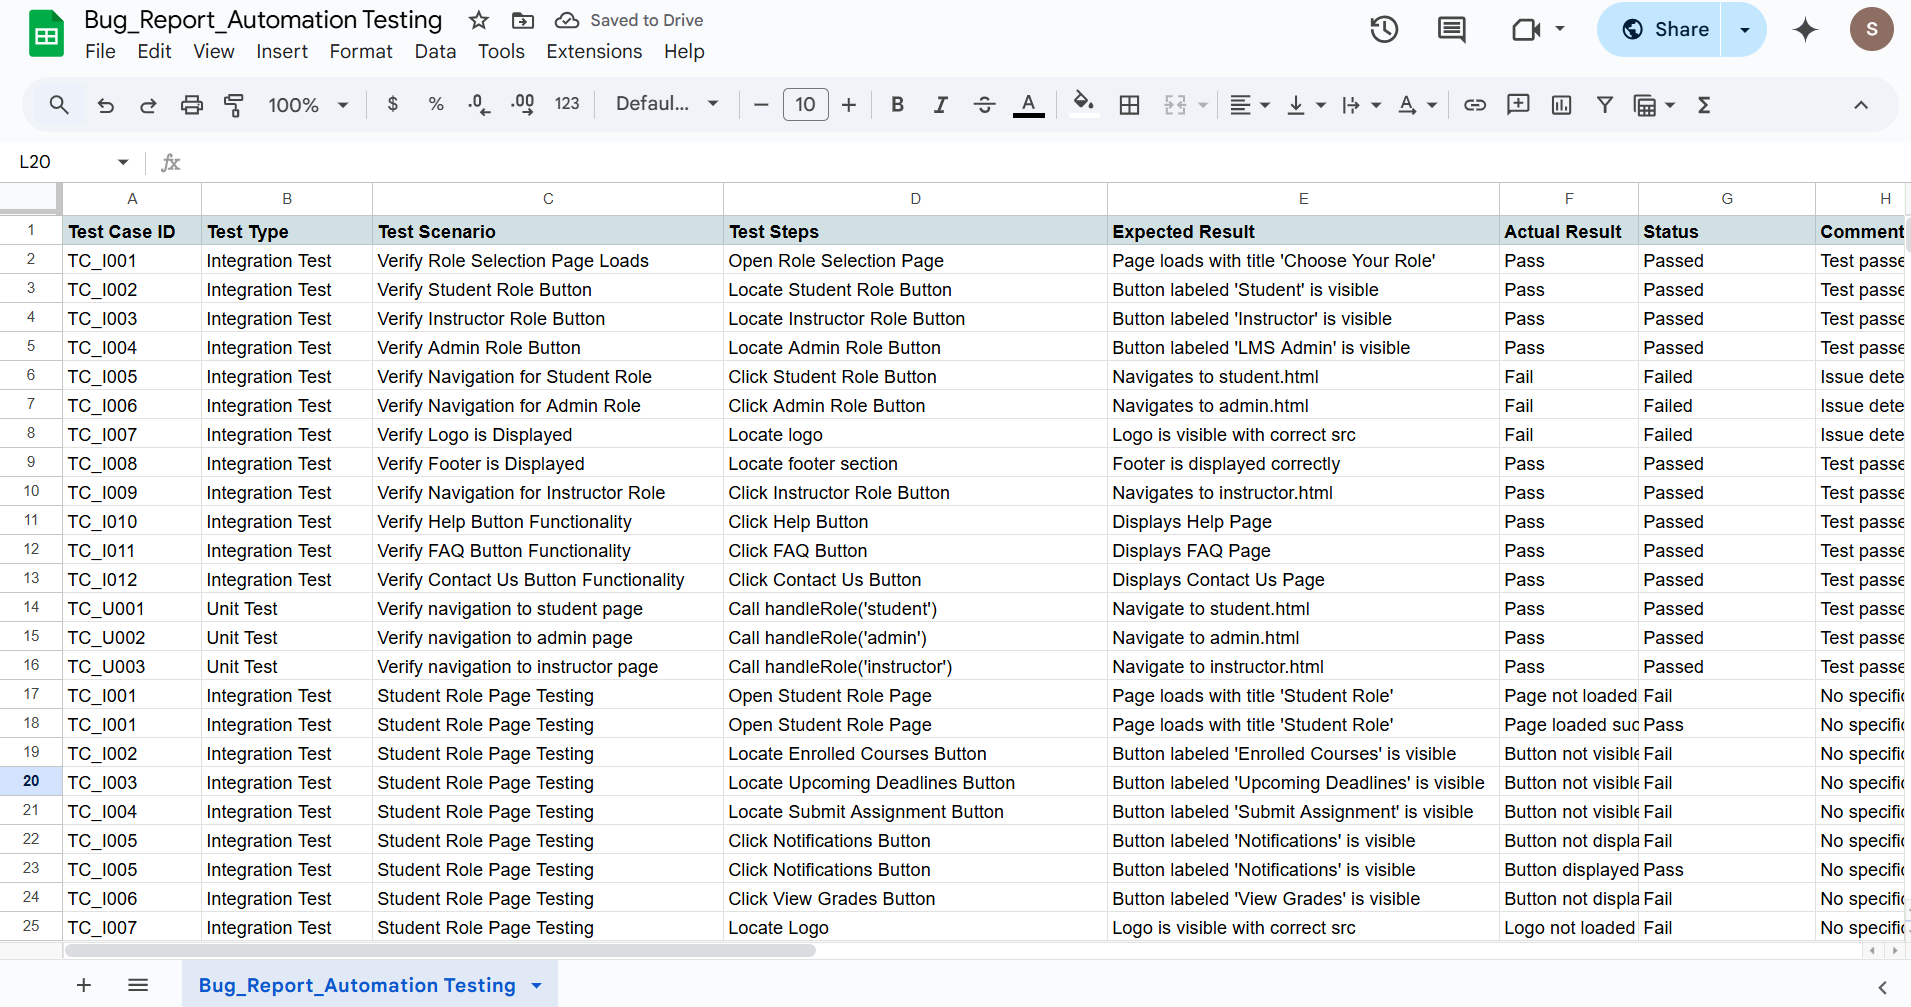 Bug_Report_Automation Testing Saved to Drive
File Edit View Insert Format Data Tools Extensions Help
Share
S
100% $ % .0 .00 123 Defaul... 10 B I A Σ
L20 fx
A B C D E F G H
1 Test Case ID Test Type Test Scenario Test Steps Expected Result Actual Result Status Comment
2 TC_I001 Integration Test Verify Role Selection Page Loads Open Role Selection Page Page loads with title 'Choose Your Role' Pass Passed Test passe
3 TC_I002 Integration Test Verify Student Role Button Locate Student Role Button Button labeled 'Student' is visible Pass Passed Test passe
4 TC_I003 Integration Test Verify Instructor Role Button Locate Instructor Role Button Button labeled 'Instructor' is visible Pass Passed Test passe
5 TC_I004 Integration Test Verify Admin Role Button Locate Admin Role Button Button labeled 'LMS Admin' is visible Pass Passed Test passe
6 TC_I005 Integration Test Verify Navigation for Student Role Click Student Role Button Navigates to student.html Fail Failed Issue dete
7 TC_I006 Integration Test Verify Navigation for Admin Role Click Admin Role Button Navigates to admin.html Fail Failed Issue dete
8 TC_I007 Integration Test Verify Logo is Displayed Locate logo Logo is visible with correct src Fail Failed Issue dete
9 TC_I008 Integration Test Verify Footer is Displayed Locate footer section Footer is displayed correctly Pass Passed Test passe
10 TC_I009 Integration Test Verify Navigation for Instructor Role Click Instructor Role Button Navigates to instructor.html Pass Passed Test passe
11 TC_I010 Integration Test Verify Help Button Functionality Click Help Button Displays Help Page Pass Passed Test passe
12 TC_I011 Integration Test Verify FAQ Button Functionality Click FAQ Button Displays FAQ Page Pass Passed Test passe
13 TC_I012 Integration Test Verify Contact Us Button Functionality Click Contact Us Button Displays Contact Us Page Pass Passed Test passe
14 TC_U001 Unit Test Verify navigation to student page Call handleRole('student') Navigate to student.html Pass Passed Test passe
15 TC_U002 Unit Test Verify navigation to admin page Call handleRole('admin') Navigate to admin.html Pass Passed Test passe
16 TC_U003 Unit Test Verify navigation to instructor page Call handleRole('instructor') Navigate to instructor.html Pass Passed Test passe
17 TC_I001 Integration Test Student Role Page Testing Open Student Role Page Page loads with title 'Student Role' Page not loaded Fail No specific
18 TC_I001 Integration Test Student Role Page Testing Open Student Role Page Page loads with title 'Student Role' Page loaded suc Pass No specific
19 TC_I002 Integration Test Student Role Page Testing Locate Enrolled Courses Button Button labeled 'Enrolled Courses' is visible Button not visible Fail No specific
20 TC_I003 Integration Test Student Role Page Testing Locate Upcoming Deadlines Button Button labeled 'Upcoming Deadlines' is visible Button not visible Fail No specific
21 TC_I004 Integration Test Student Role Page Testing Locate Submit Assignment Button Button labeled 'Submit Assignment' is visible Button not visible Fail No specific
22 TC_I005 Integration Test Student Role Page Testing Click Notifications Button Button labeled 'Notifications' is visible Button not displa Fail No specific
23 TC_I005 Integration Test Student Role Page Testing Click Notifications Button Button labeled 'Notifications' is visible Button displayed Pass No specific
24 TC_I006 Integration Test Student Role Page Testing Click View Grades Button Button labeled 'View Grades' is visible Button not displa Fail No specific
25 TC_I007 Integration Test Student Role Page Testing Locate Logo Logo is visible with correct src Logo not loaded Fail No specific
Bug_Report_Automation Testing